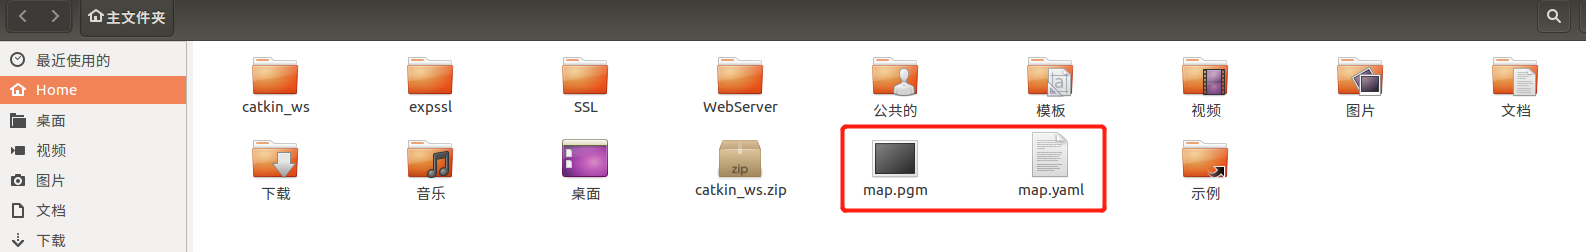 主文件夹
最近使用的
Home
桌面
视频
图片
文档
下载
catkin_ws
expssl
SSL
WebServer
公共的
模板
视频
图片
文档
下载
音乐
桌面
zip
catkin_ws.zip
map.pgm
map.yaml
示例